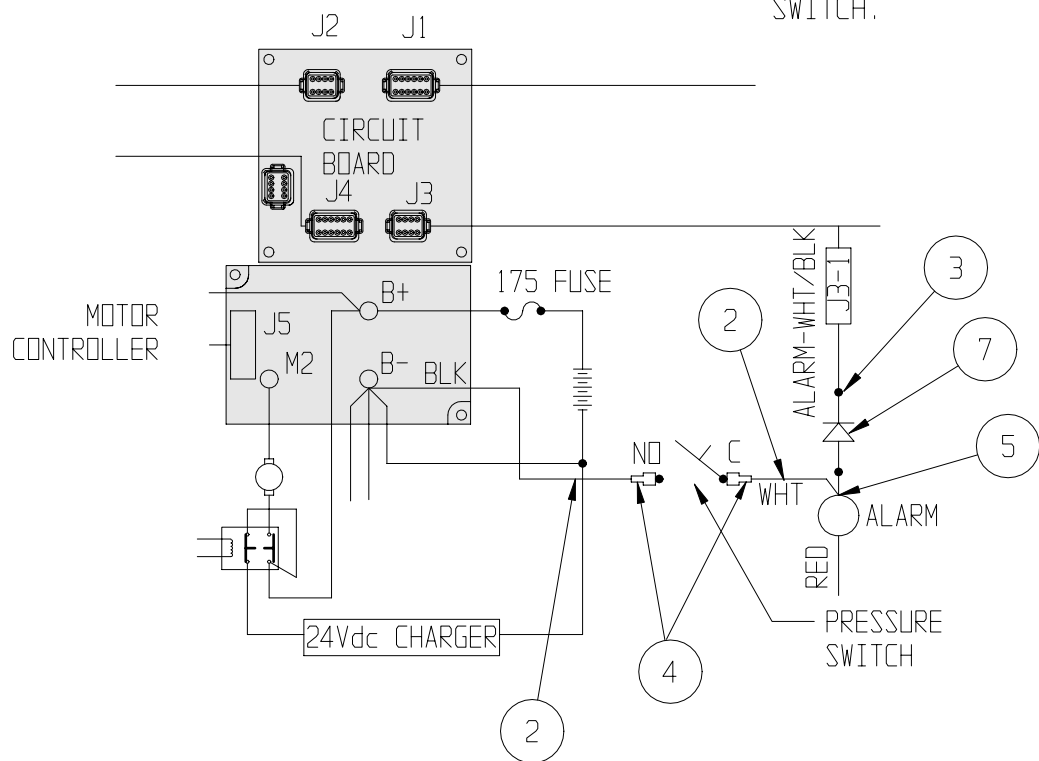 SWITCH.
J2
J1
CIRCUIT
BOARD
J4
J3
175 FUSE
B+
MOTOR
CONTROLLER
J5
M2
B-
BLK
ALARM-WHT/BLK
J3-1
3
2
7
5
NO
C
2
WHT
ALARM
RED
24Vdc CHARGER
PRESSURE
SWITCH
4